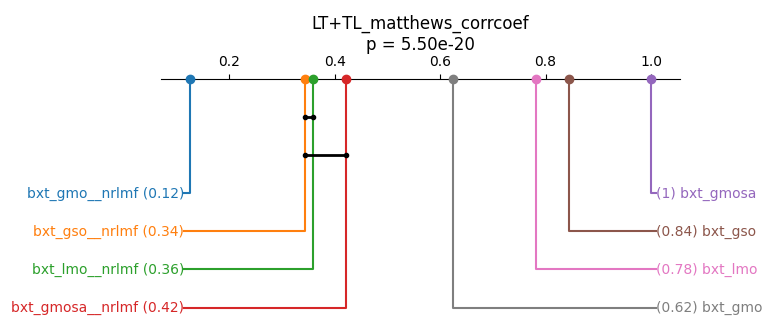 LT+TL_matthews_corrcoef
p = 5.50e-20
0.2 0.4 0.6 0.8 1.0
bxt_gmo__nrlmf (0.12) (1) bxt_gmosa
bxt_gso__nrlmf (0.34) (0.84) bxt_gso
bxt_lmo__nrlmf (0.36) (0.78) bxt_lmo
bxt_gmosa__nrlmf (0.42) (0.62) bxt_gmo